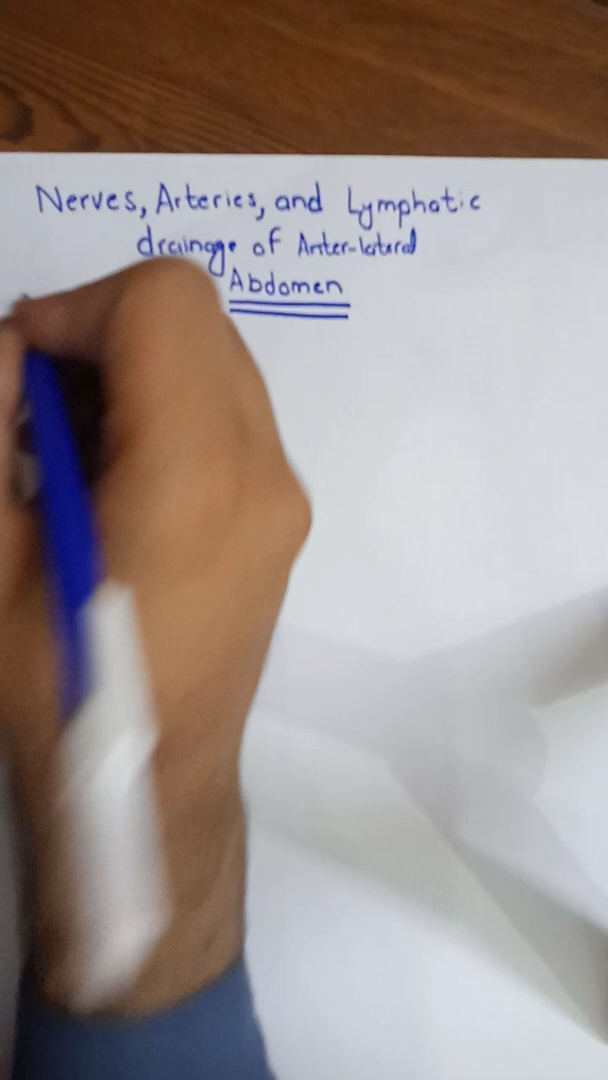 Nerves, Arteries, and Lymphatic
drainage of Anter-lateral
Abdomen